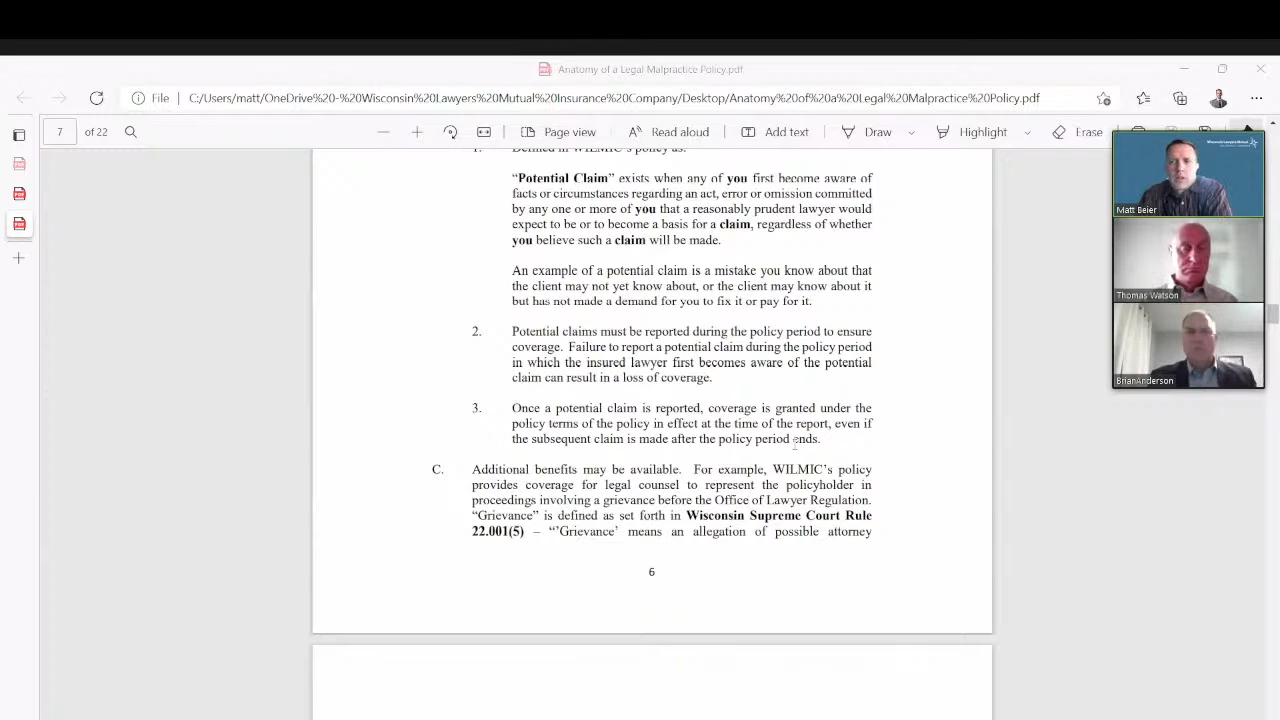 Anatomy of a Legal Malpractice Policy.pdf
File C:/Users/matt/OneDrive%20-%20Wisconsin%20Lawyers%20Mutual%20Insurance%20Company/Desktop/Anatomy%20of%20a%20Legal%20Malpractice%20Policy.pdf
7 of 22 Page view Read aloud Add text Draw Highlight Erase
1. Defined in WILMIC's policy as:
“Potential Claim” exists when any of you first become aware of
facts or circumstances regarding an act, error or omission committed
by any one or more of you that a reasonably prudent lawyer would
expect to be or to become a basis for a claim, regardless of whether
you believe such a claim will be made.
An example of a potential claim is a mistake you know about that
the client may not yet know about, or the client may know about it
but has not made a demand for you to fix it or pay for it.
2. Potential claims must be reported during the policy period to ensure
coverage. Failure to report a potential claim during the policy period
in which the insured lawyer first becomes aware of the potential
claim can result in a loss of coverage.
3. Once a potential claim is reported, coverage is granted under the
policy terms of the policy in effect at the time of the report, even if
the subsequent claim is made after the policy period ends.
C. Additional benefits may be available. For example, WILMIC's policy
provides coverage for legal counsel to represent the policyholder in
proceedings involving a grievance before the Office of Lawyer Regulation.
“Grievance” is defined as set forth in Wisconsin Supreme Court Rule
22.001(5) – “’Grievance’ means an allegation of possible attorney
6
Wisconsin Lawyers Mutual
Matt Beier
Thomas Watson
BrianAnderson